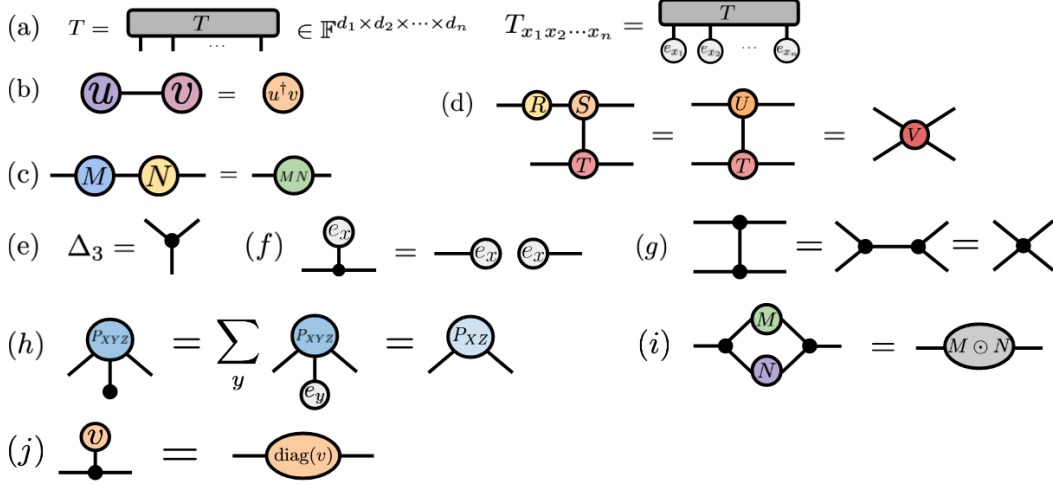 (a) T = T ... ∈ 𝔽^{d_1×d_2×⋯×d_n} T_{x_1x_2⋯x_n} = T e_{x_1} e_{x_2} ... e_{x_n}
(b) u v = u†v
(d) R S T = U T = V
(c) M N = MN
(e) Δ_3 =
(f) e_x = e_x e_x
(g) = =
(h) P_{XYZ} = ∑_y P_{XYZ} e_y = P_{XZ}
(i) M N = M ⊙ N
(j) v = diag(v)